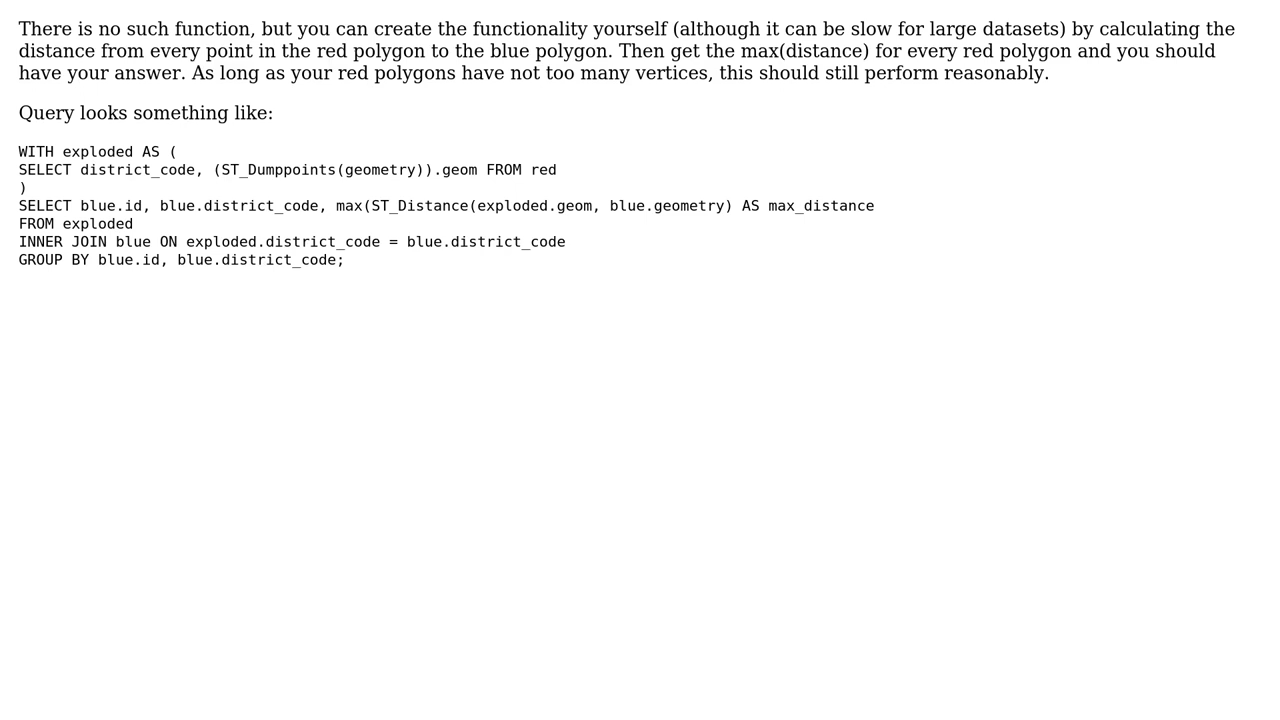 There is no such function, but you can create the functionality yourself (although it can be slow for large datasets) by calculating the
distance from every point in the red polygon to the blue polygon. Then get the max(distance) for every red polygon and you should
have your answer. As long as your red polygons have not too many vertices, this should still perform reasonably.
Query looks something like:
WITH exploded AS (
SELECT district_code, (ST_Dumppoints(geometry)).geom FROM red
)
SELECT blue.id, blue.district_code, max(ST_Distance(exploded.geom, blue.geometry) AS max_distance
FROM exploded
INNER JOIN blue ON exploded.district_code = blue.district_code
GROUP BY blue.id, blue.district_code;